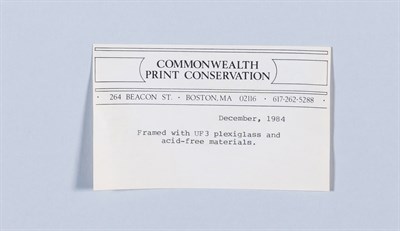 COMMONWEALTH
PRINT CONSERVATION
• 264 BEACON ST. • BOSTON, MA 02116 • 617-262-5288 •
December, 1984
Framed with UF3 plexiglass and
acid-free materials.